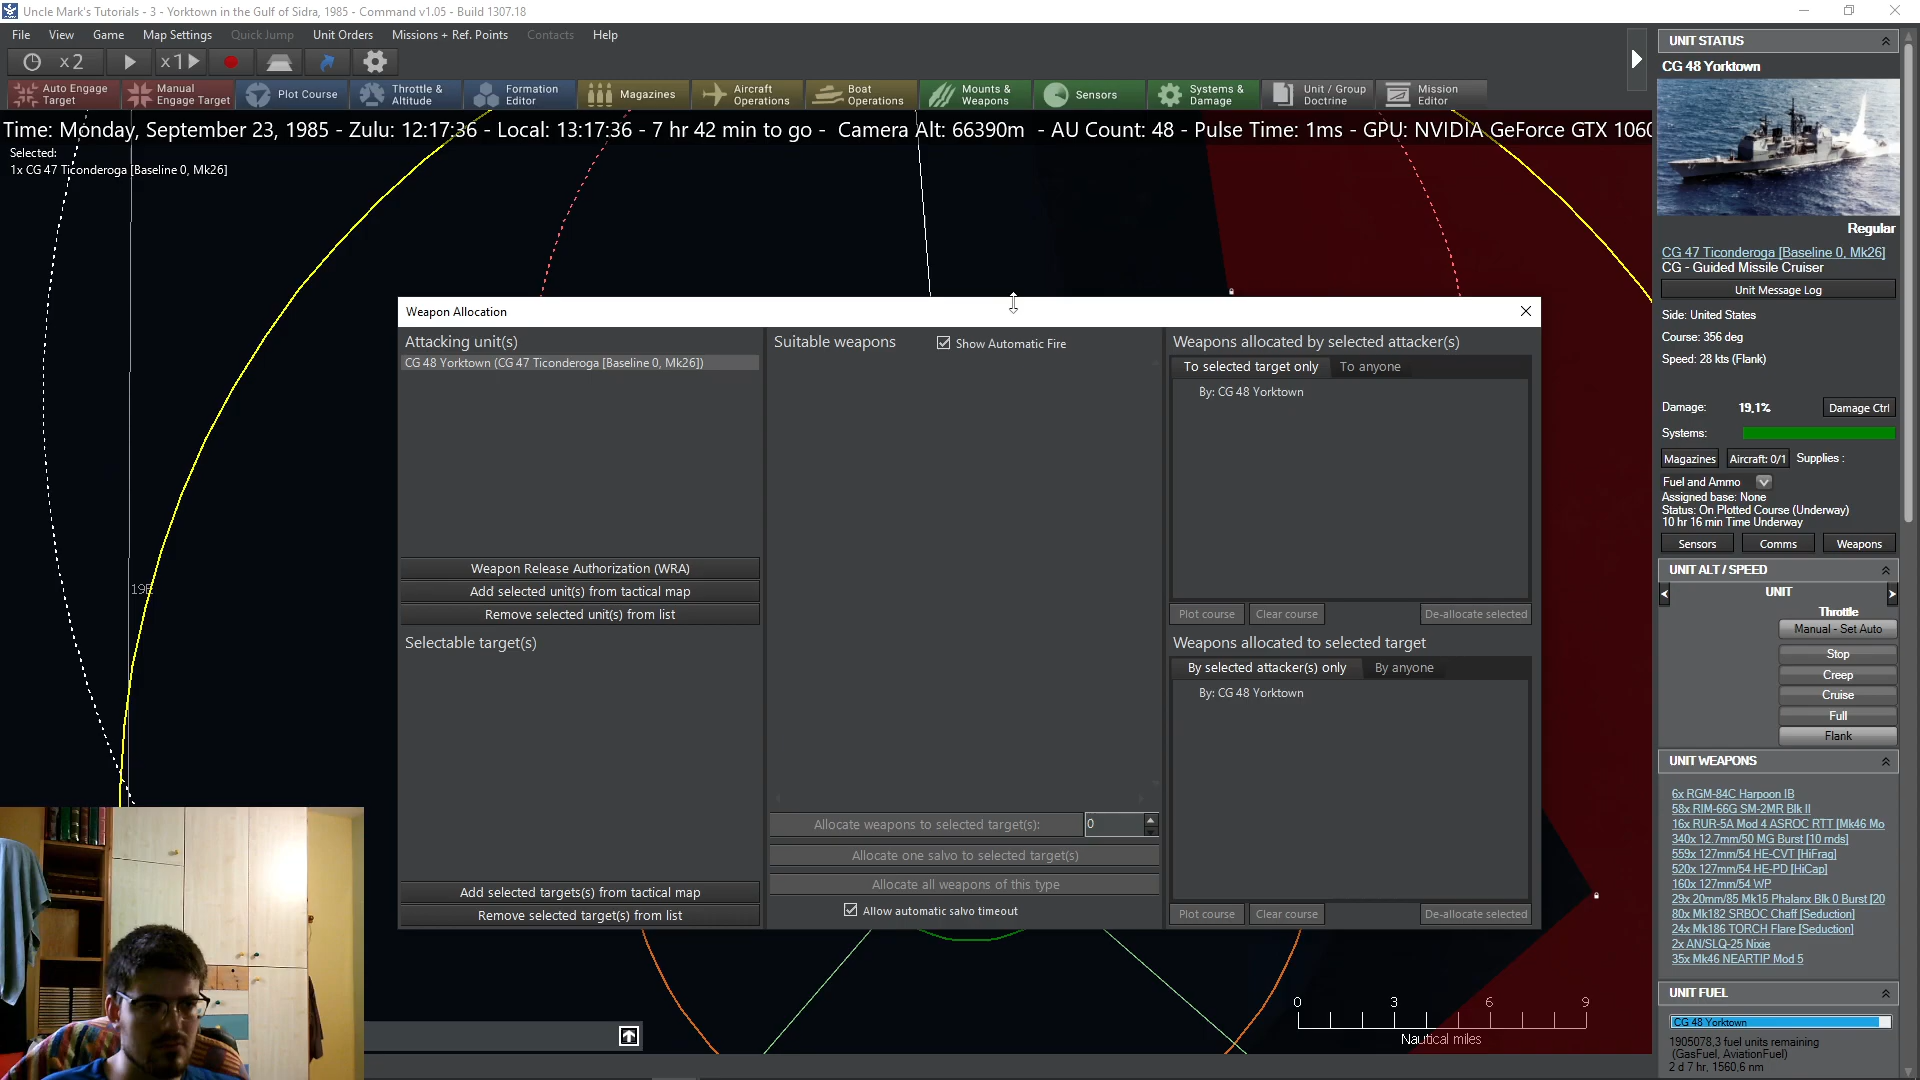 Uncle Mark's Tutorials - 3 - Yorktown in the Gulf of Sidra, 1985 - Command v1.05 - Build 1307.18
File View Game Map Settings Quick Jump Unit Orders Missions + Ref. Points Contacts Help
x 2
x 1
Auto Engage Target
Manual Engage Target
Plot Course
Throttle & Altitude
Formation Editor
Magazines
Aircraft Operations
Boat Operations
Mounts & Weapons
Sensors
Systems & Damage
Unit / Group Doctrine
Mission Editor
Time: Monday, September 23, 1985 - Zulu: 12:17:36 - Local: 13:17:36 - 7 hr 42 min to go - Camera Alt: 66390m - AU Count: 48 - Pulse Time: 1ms - GPU: NVIDIA GeForce GTX 1060
Selected:
1x CG 47 Ticonderoga [Baseline 0, Mk26]
Weapon Allocation
Attacking unit(s)
CG 48 Yorktown (CG 47 Ticonderoga [Baseline 0, Mk26])
Weapon Release Authorization (WRA)
Add selected unit(s) from tactical map
Remove selected unit(s) from list
Selectable target(s)
Add selected targets(s) from tactical map
Remove selected target(s) from list
Suitable weapons
Show Automatic Fire
Allocate weapons to selected target(s):
0
Allocate one salvo to selected target(s)
Allocate all weapons of this type
Allow automatic salvo timeout
Weapons allocated by selected attacker(s)
To selected target only To anyone
By: CG 48 Yorktown
Plot course Clear course De-allocate selected
Weapons allocated to selected target
By selected attacker(s) only By anyone
By: CG 48 Yorktown
Plot course Clear course De-allocate selected
0 3 6 9
Nautical miles
UNIT STATUS
CG 48 Yorktown
Regular
CG 47 Ticonderoga [Baseline 0, Mk26]
CG - Guided Missile Cruiser
Unit Message Log
Side: United States
Course: 356 deg
Speed: 28 kts (Flank)
Damage: 19,1% Damage Ctrl
Systems:
Magazines Aircraft: 0/1 Supplies :
Fuel and Ammo
Assigned base: None
Status: On Plotted Course (Underway)
10 hr 16 min Time Underway
Sensors Comms Weapons
UNIT ALT / SPEED
UNIT
Throttle
Manual - Set Auto
Stop
Creep
Cruise
Full
Flank
UNIT WEAPONS
6x RGM-84C Harpoon IB
58x RIM-66G SM-2MR Blk II
16x RUR-5A Mod 4 ASROC RTT [Mk46 Mo
340x 12.7mm/50 MG Burst [10 rnds]
559x 127mm/54 HE-CVT [HiFrag]
520x 127mm/54 HE-PD [HiCap]
160x 127mm/54 WP
29x 20mm/85 Mk15 Phalanx Blk 0 Burst [20
80x Mk182 SRBOC Chaff [Seduction]
24x Mk186 TORCH Flare [Seduction]
2x AN/SLQ-25 Nixie
35x Mk46 NEARTIP Mod 5
UNIT FUEL
CG 48 Yorktown
1905078,3 fuel units remaining
(GasFuel, AviationFuel)
2 d 7 hr, 1560,6 nm